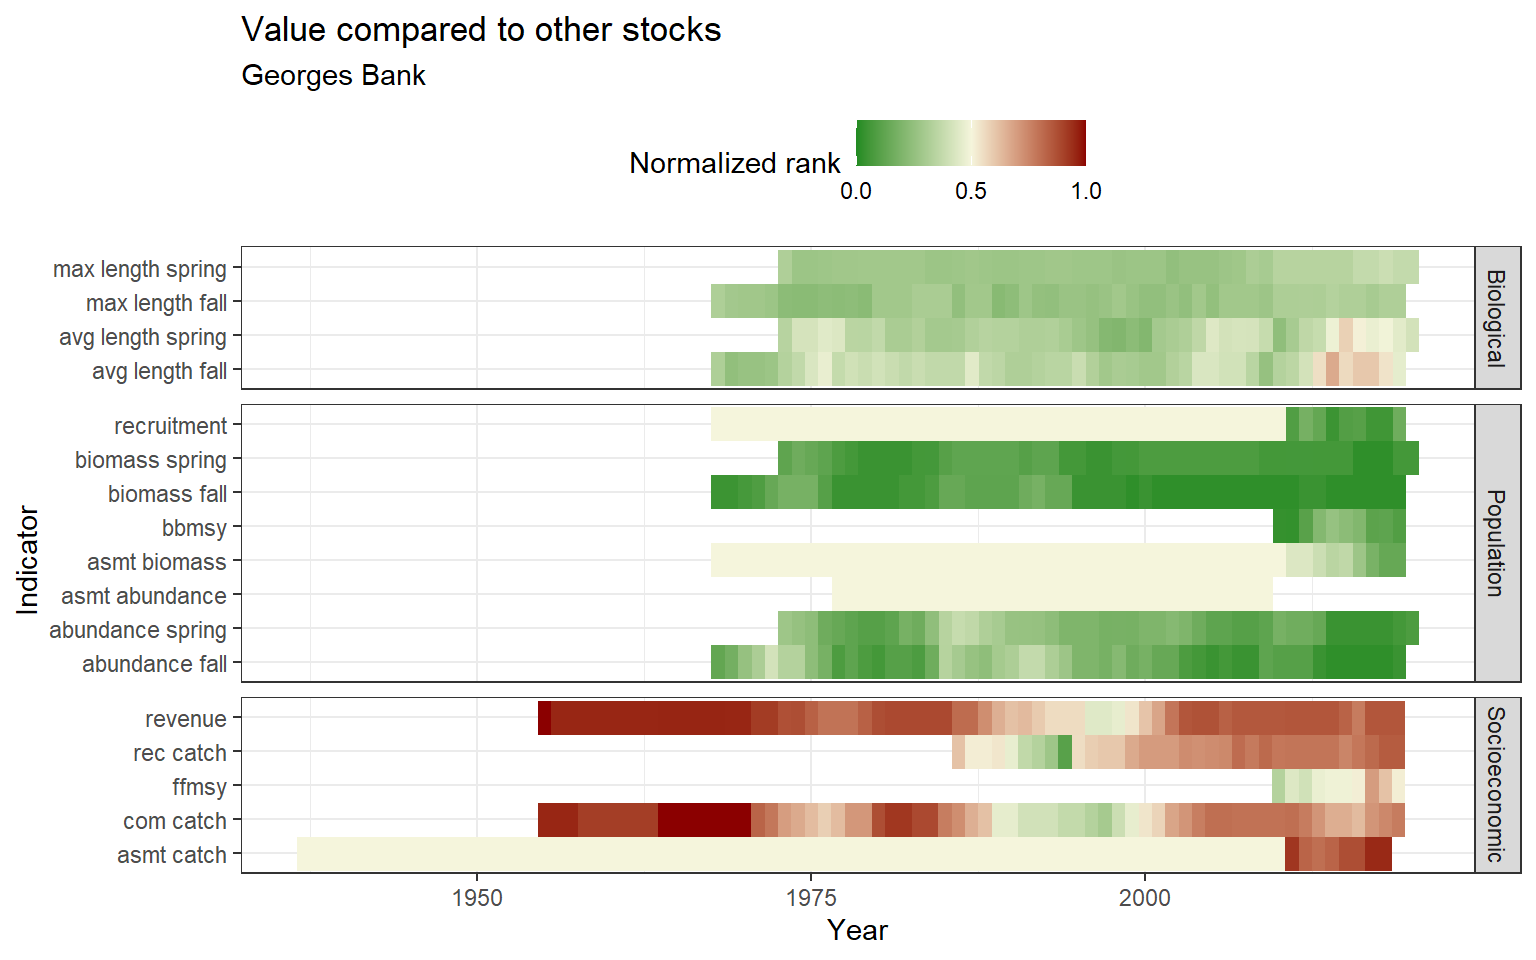 Value compared to other stocks
Georges Bank
Normalized rank
0.0 0.5 1.0
max length spring
max length fall
avg length spring
avg length fall
Biological
recruitment
biomass spring
biomass fall
bbmsy
asmt biomass
asmt abundance
abundance spring
abundance fall
Population
revenue
rec catch
ffmsy
com catch
asmt catch
Socioeconomic
Indicator
1950 1975 2000
Year